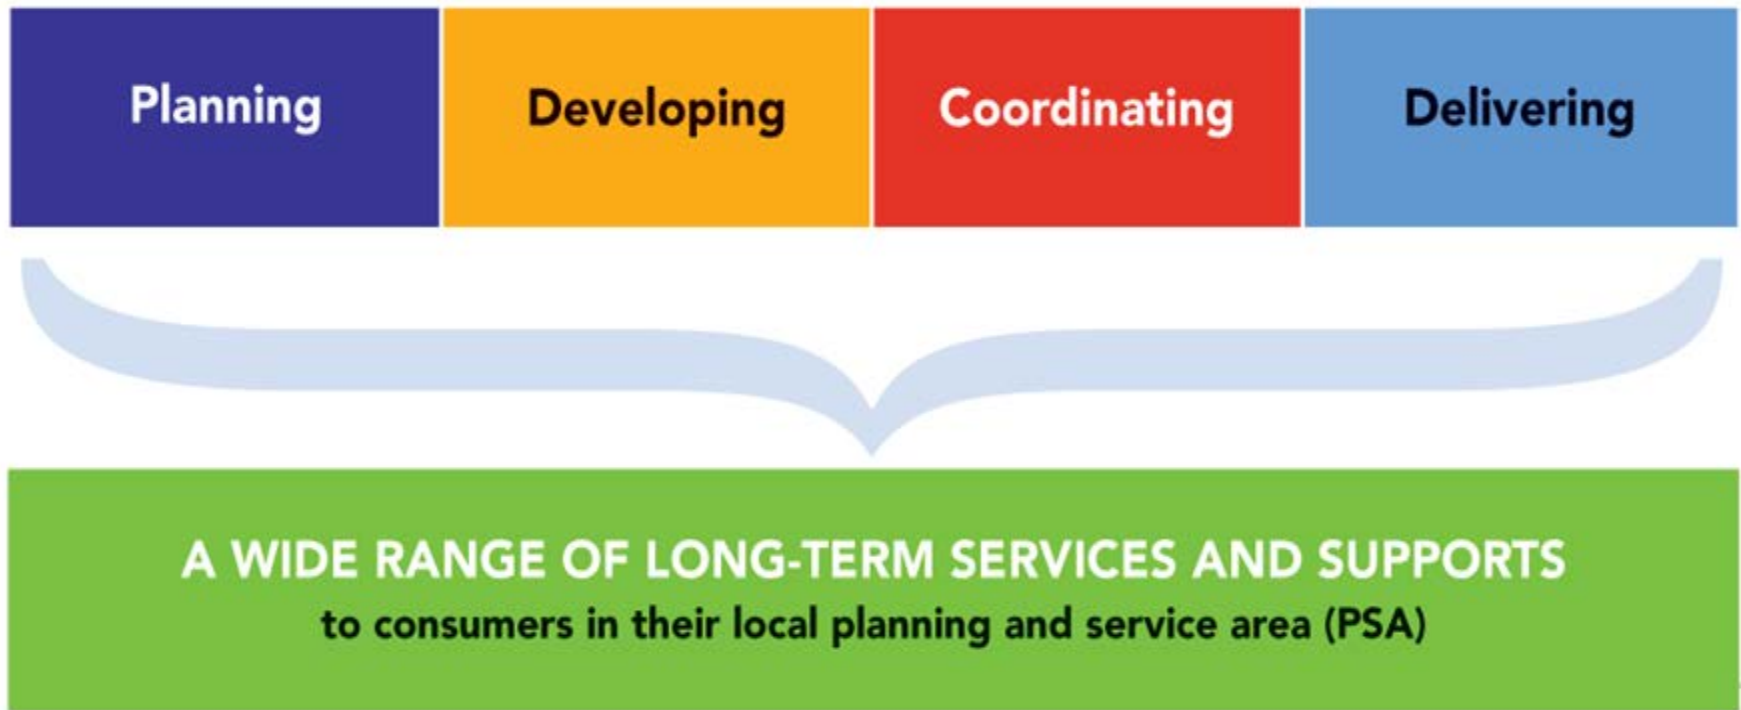 Planning Developing Coordinating Delivering
A WIDE RANGE OF LONG-TERM SERVICES AND SUPPORTS
to consumers in their local planning and service area (PSA)